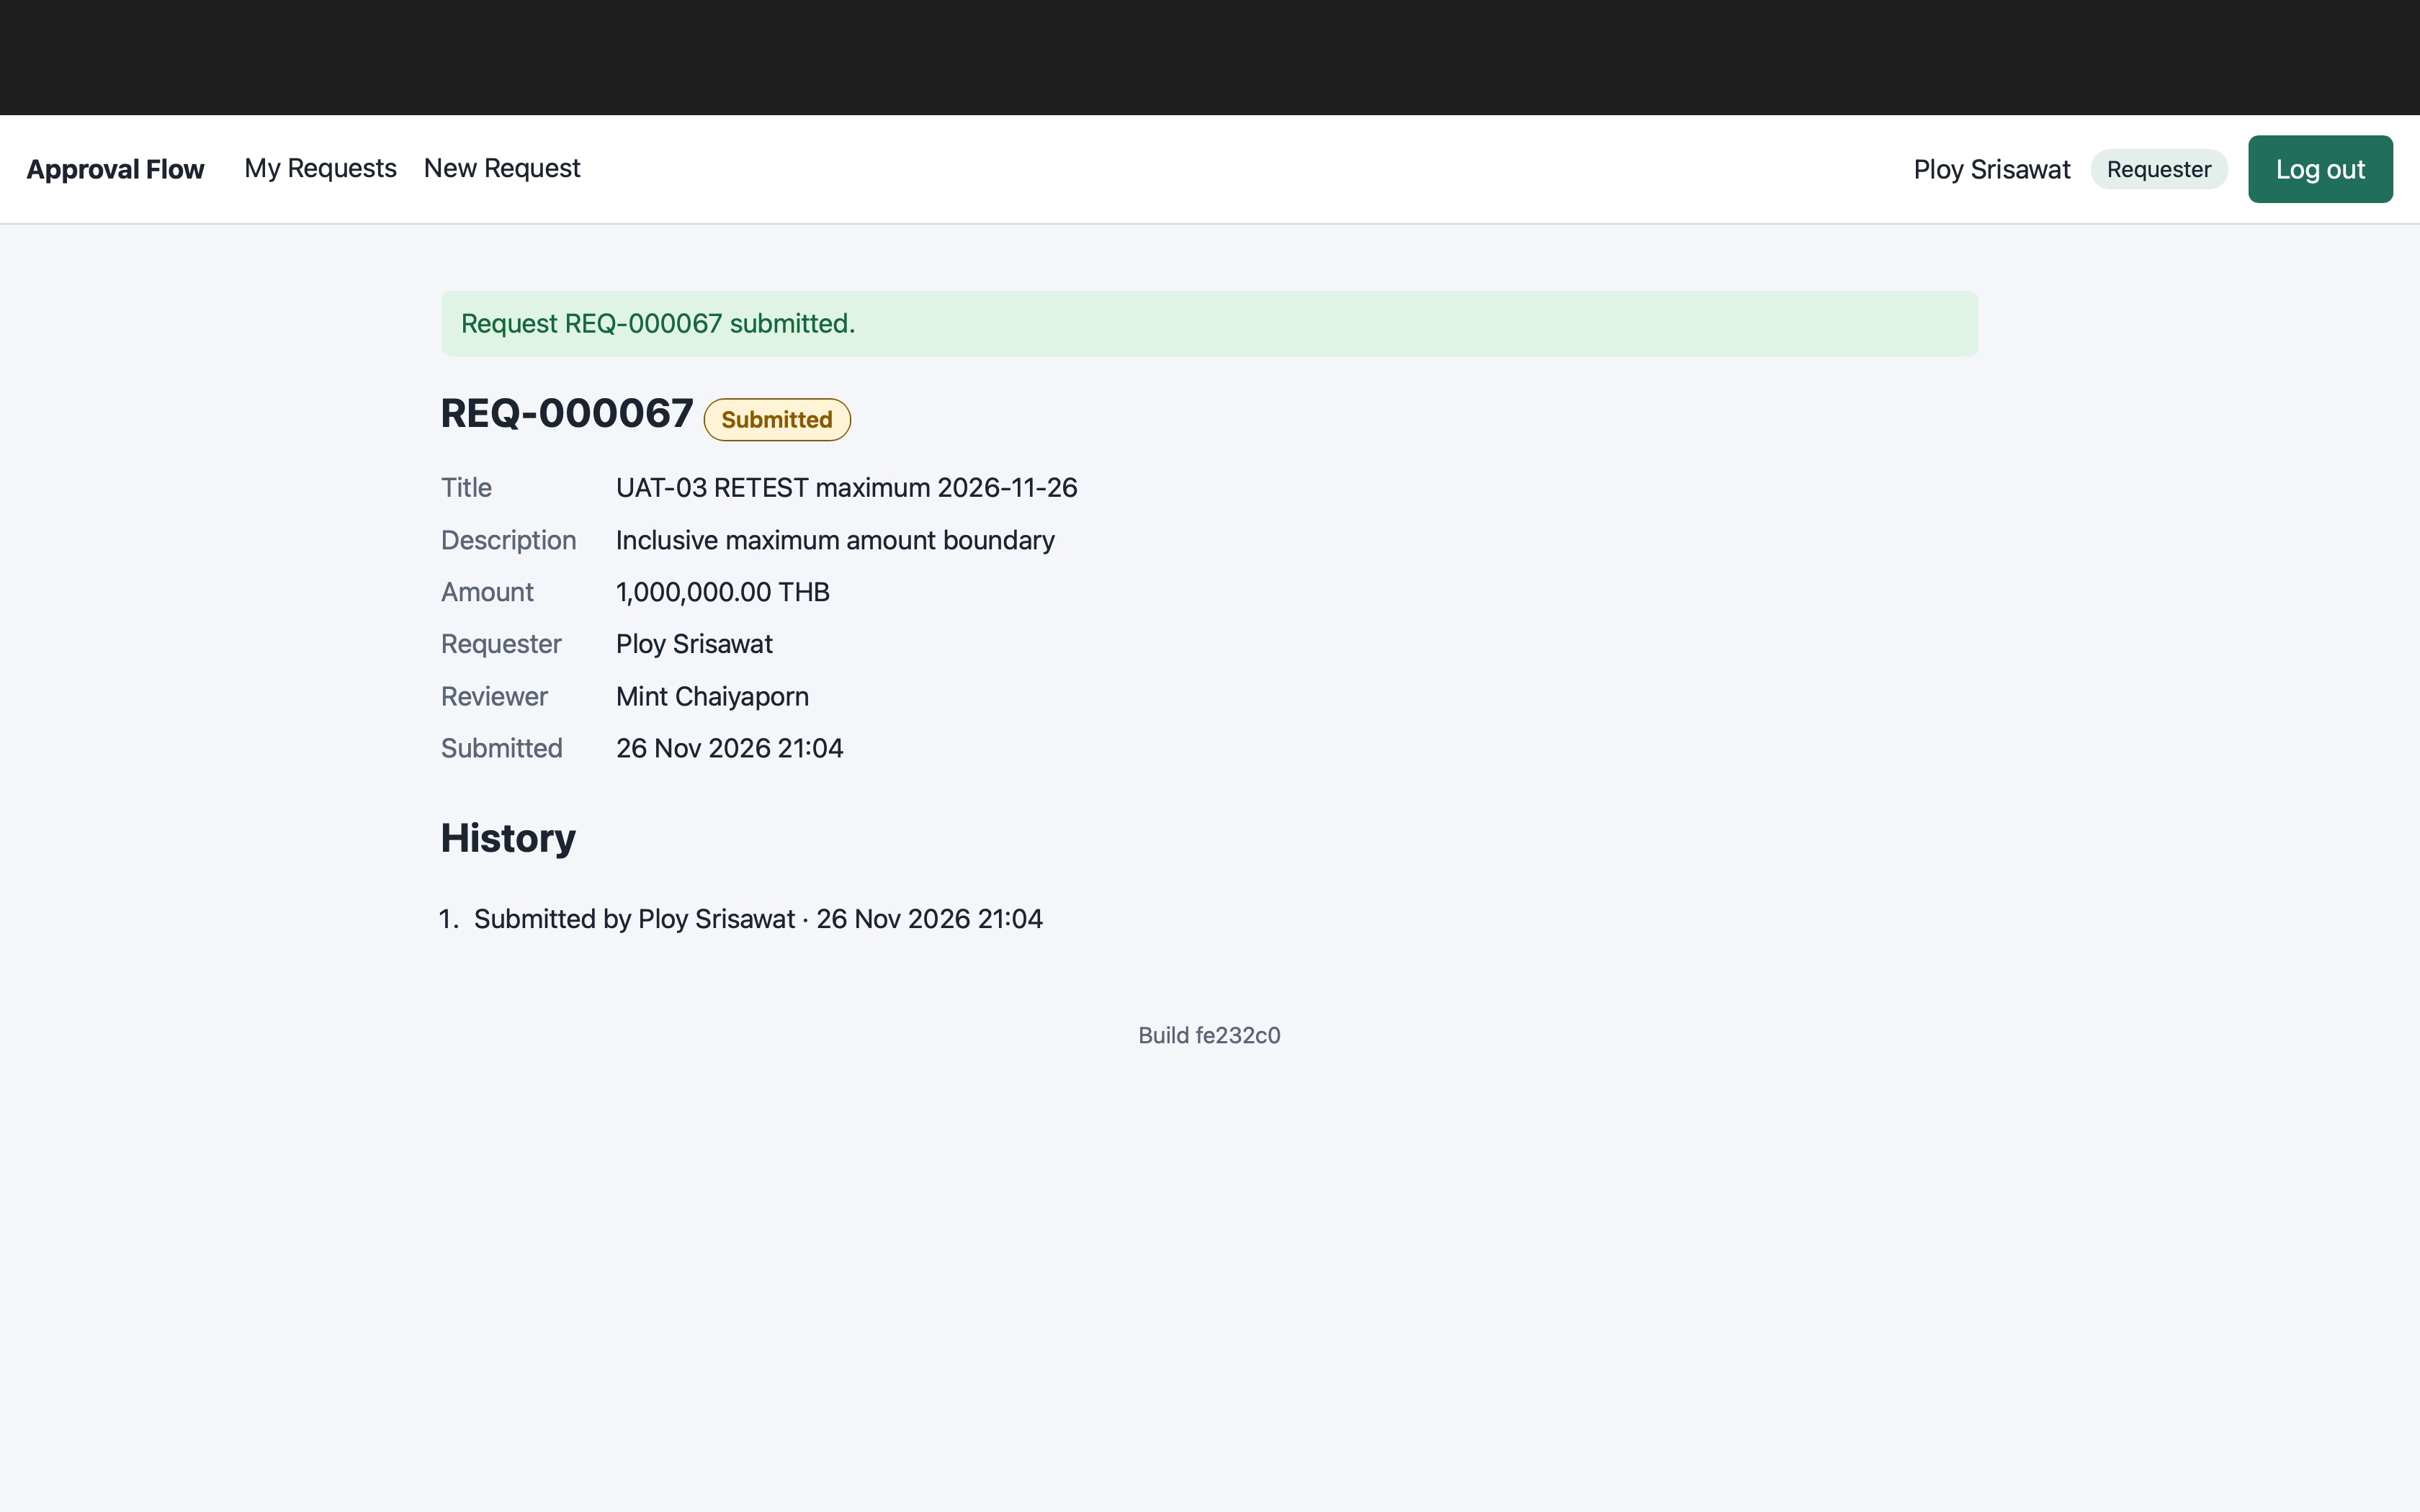 Approval Flow My Requests New Request Ploy Srisawat Requester Log out
Request REQ-000067 submitted.
REQ-000067 Submitted
Title UAT-03 RETEST maximum 2026-11-26
Description Inclusive maximum amount boundary
Amount 1,000,000.00 THB
Requester Ploy Srisawat
Reviewer Mint Chaiyaporn
Submitted 26 Nov 2026 21:04
History
1. Submitted by Ploy Srisawat · 26 Nov 2026 21:04
Build fe232c0